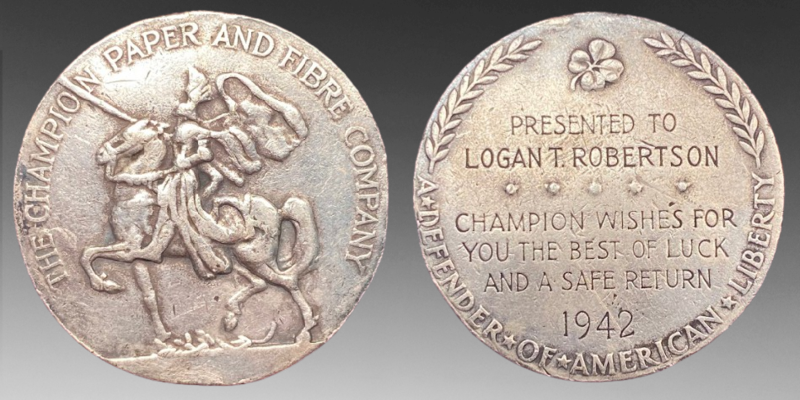 THE CHAMPION PAPER AND FIBRE COMPANY
PRESENTED TO
LOGAN T. ROBERTSON
CHAMPION WISHES FOR
YOU THE BEST OF LUCK
AND A SAFE RETURN
1942
A★DEFENDER★OF★AMERICAN★LIBERTY